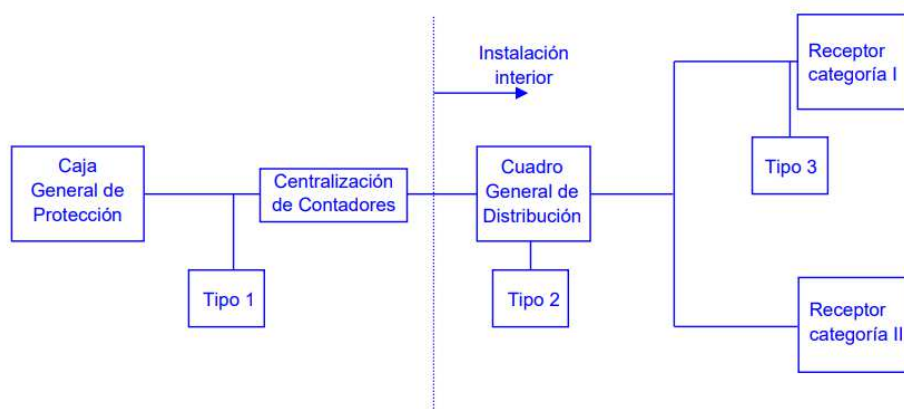 Instalación
interior
Receptor
categoría I
Caja
General de
Protección
Centralización
de Contadores
Cuadro
General de
Distribución
Tipo 3
Tipo 1
Tipo 2
Receptor
categoría II